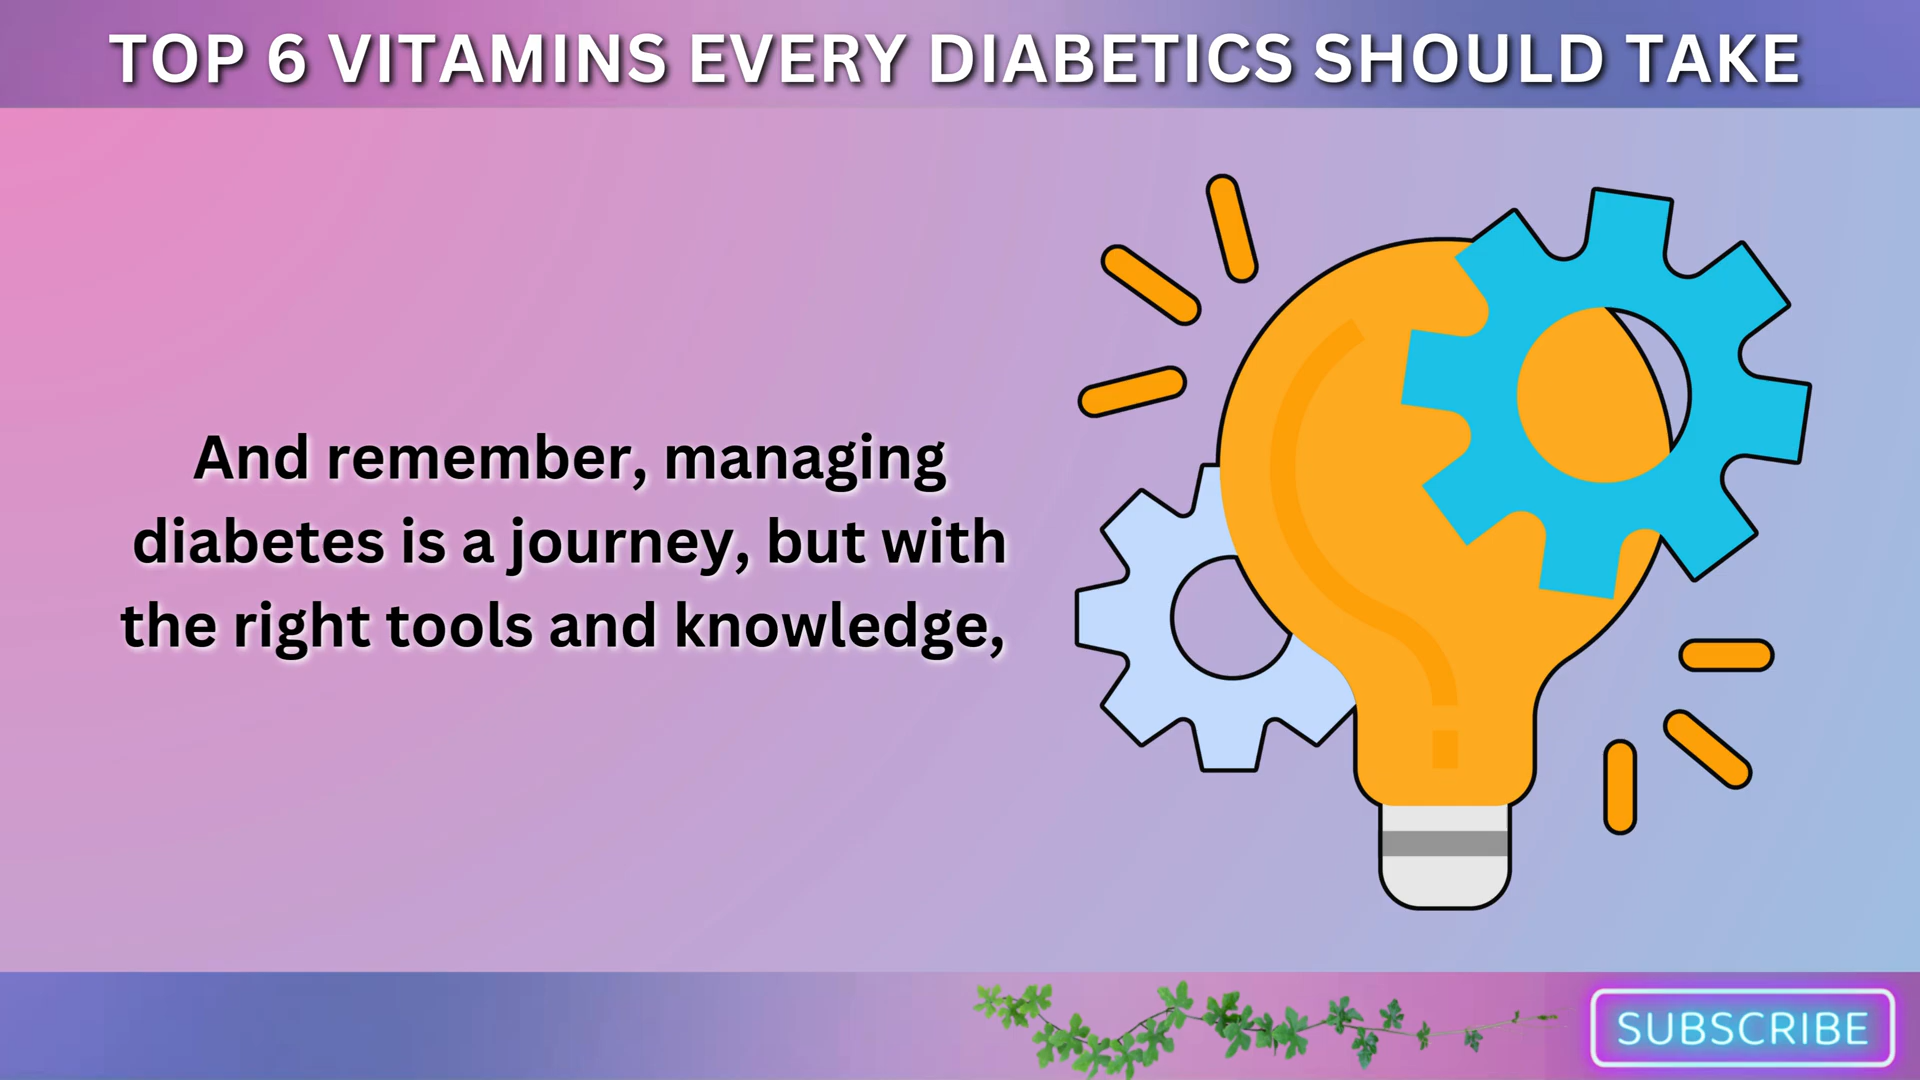 TOP 6 VITAMINS EVERY DIABETICS SHOULD TAKE
And remember, managing
diabetes is a journey, but with
the right tools and knowledge,
SUBSCRIBE